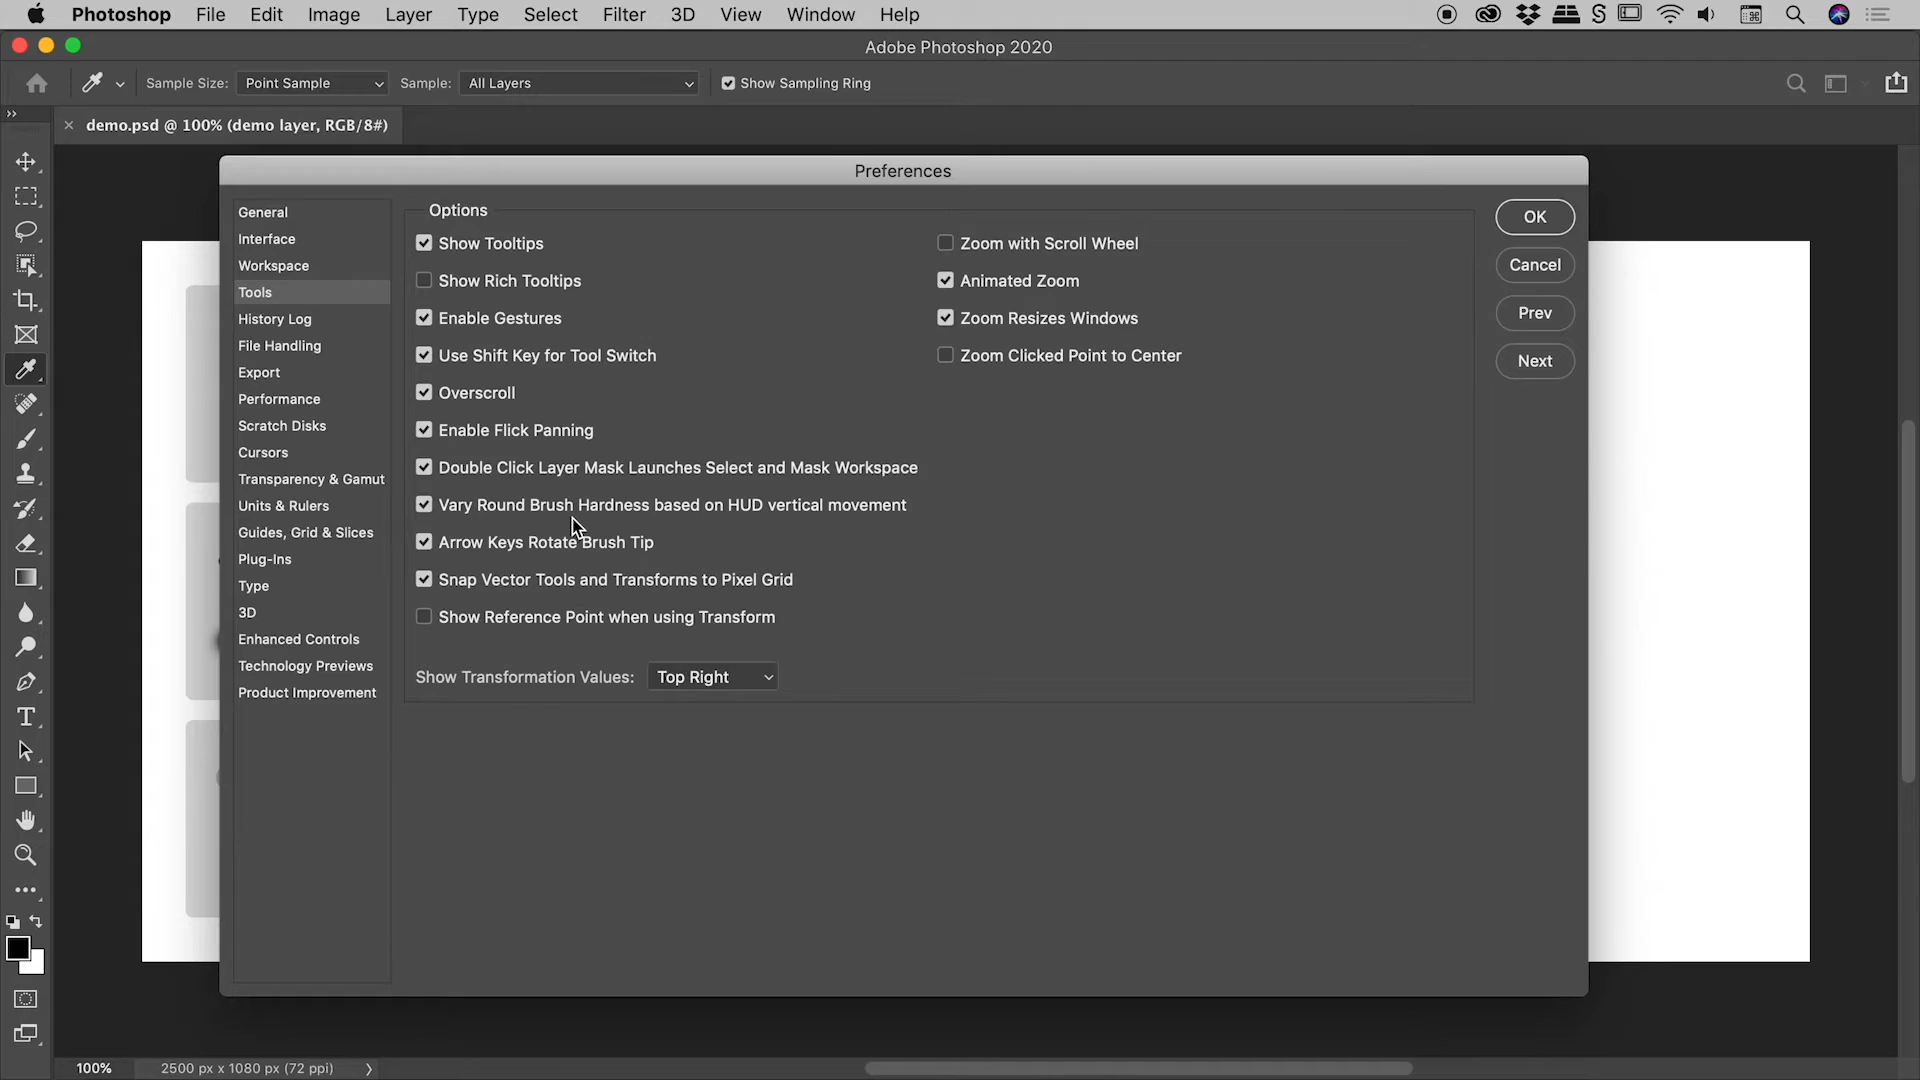 Photoshop File Edit Image Layer Type Select Filter 3D View Window Help
Adobe Photoshop 2020
Sample Size: Point Sample Sample: All Layers Show Sampling Ring
demo.psd @ 100% (demo layer, RGB/8#)
Preferences
General
Interface
Workspace
Tools
History Log
File Handling
Export
Performance
Scratch Disks
Cursors
Transparency & Gamut
Units & Rulers
Guides, Grid & Slices
Plug-Ins
Type
3D
Enhanced Controls
Technology Previews
Product Improvement
Options
Show Tooltips
Show Rich Tooltips
Enable Gestures
Use Shift Key for Tool Switch
Overscroll
Enable Flick Panning
Double Click Layer Mask Launches Select and Mask Workspace
Vary Round Brush Hardness based on HUD vertical movement
Arrow Keys Rotate Brush Tip
Snap Vector Tools and Transforms to Pixel Grid
Show Reference Point when using Transform
Show Transformation Values: Top Right
Zoom with Scroll Wheel
Animated Zoom
Zoom Resizes Windows
Zoom Clicked Point to Center
OK
Cancel
Prev
Next
100% 2500 px x 1080 px (72 ppi)